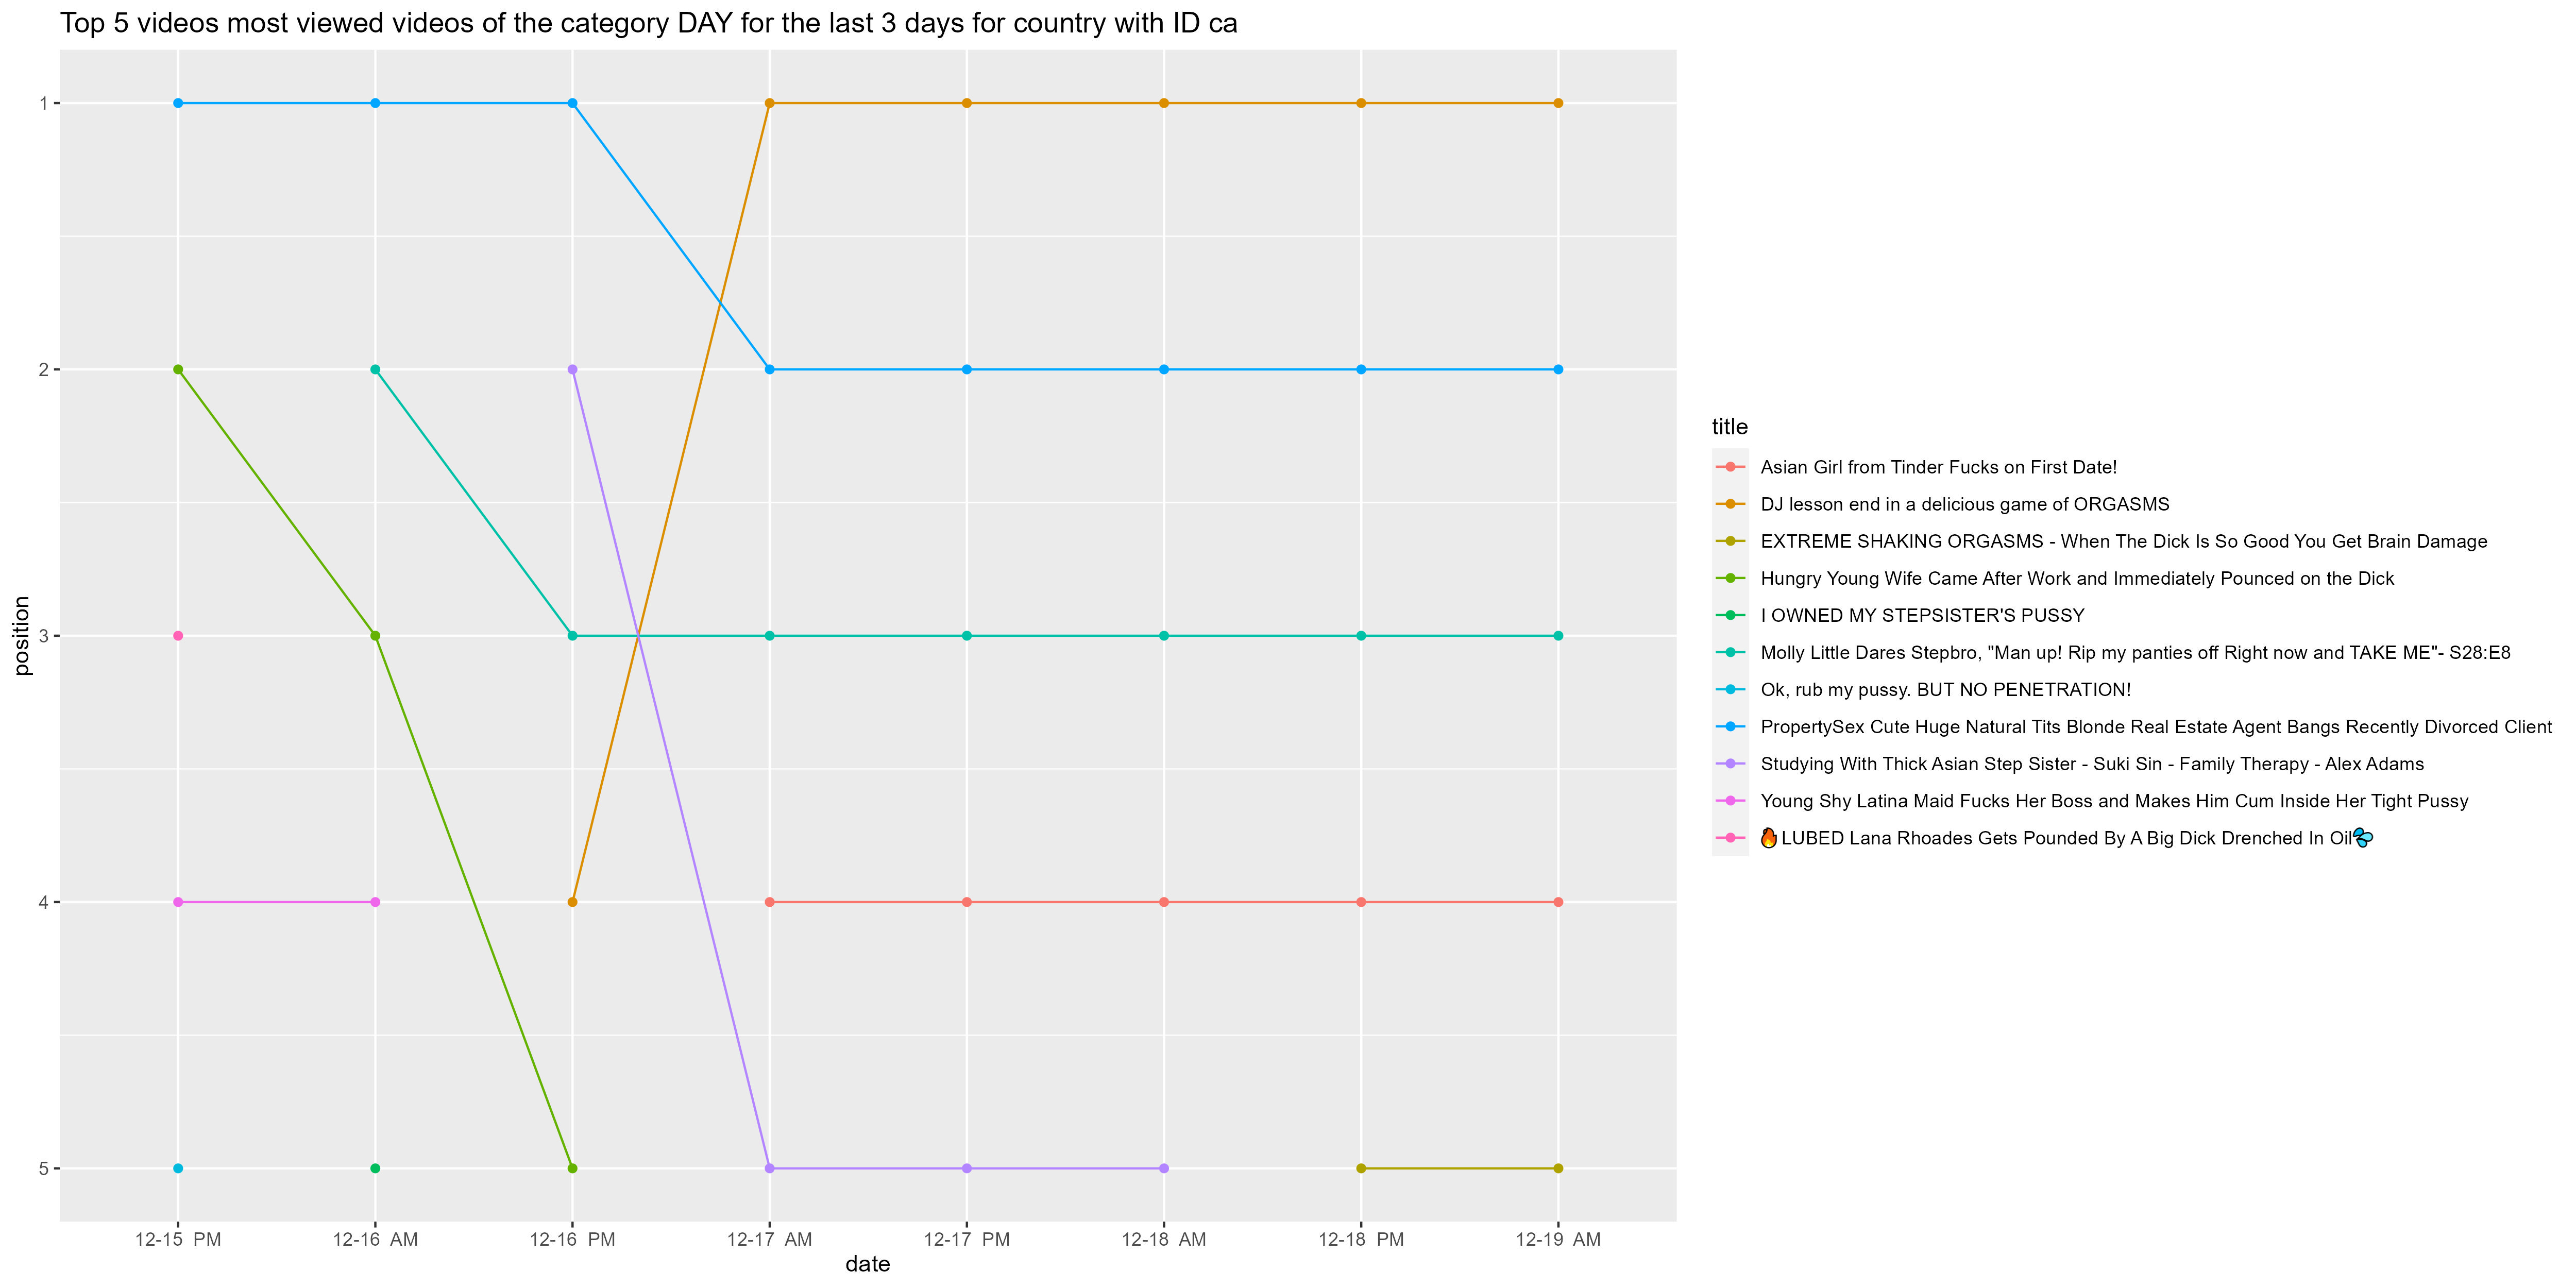 Top 5 videos most viewed videos of the category DAY for the last 3 days for country with ID ca
position
1
2
3
4
5
12-15 PM
12-16 AM
12-16 PM
12-17 AM
12-17 PM
12-18 AM
12-18 PM
12-19 AM
date
title
Asian Girl from Tinder Fucks on First Date!
DJ lesson end in a delicious game of ORGASMS
EXTREME SHAKING ORGASMS - When The Dick Is So Good You Get Brain Damage
Hungry Young Wife Came After Work and Immediately Pounced on the Dick
I OWNED MY STEPSISTER'S PUSSY
Molly Little Dares Stepbro, "Man up! Rip my panties off Right now and TAKE ME"- S28:E8
Ok, rub my pussy. BUT NO PENETRATION!
PropertySex Cute Huge Natural Tits Blonde Real Estate Agent Bangs Recently Divorced Client
Studying With Thick Asian Step Sister - Suki Sin - Family Therapy - Alex Adams
Young Shy Latina Maid Fucks Her Boss and Makes Him Cum Inside Her Tight Pussy
🔥LUBED Lana Rhoades Gets Pounded By A Big Dick Drenched In Oil💦